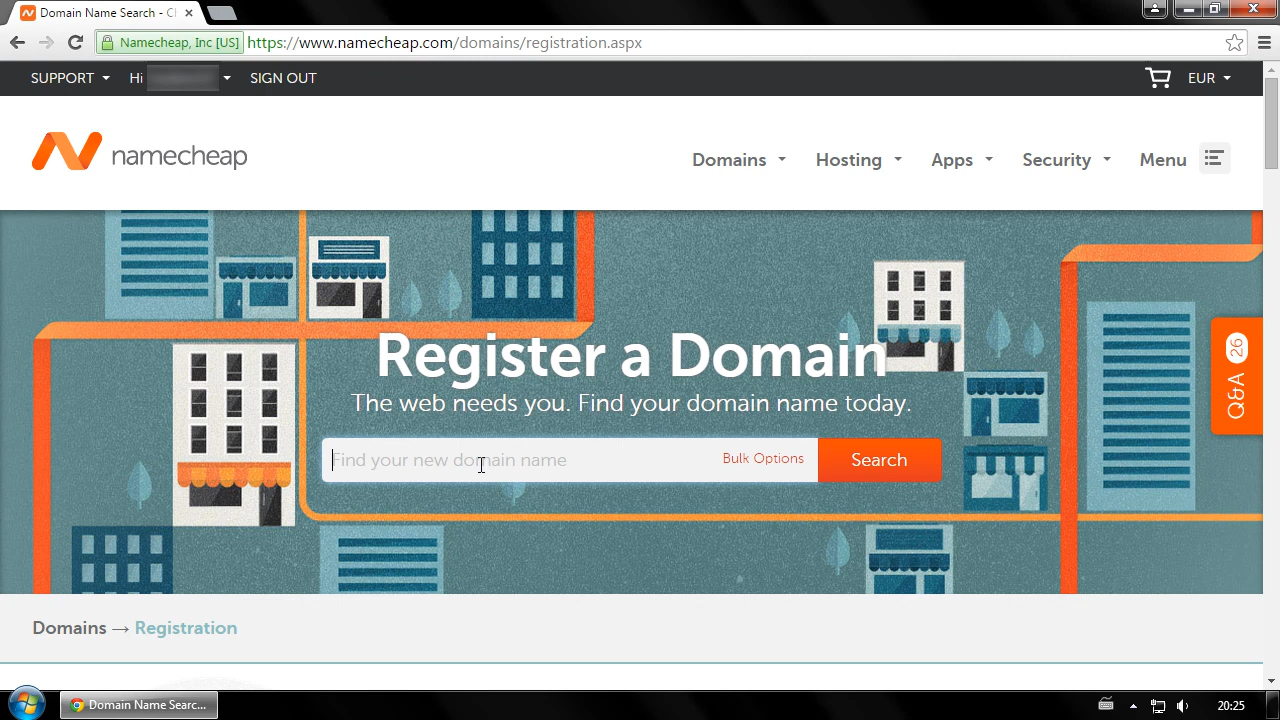 Domain Name Search - Cl
Namecheap, Inc [US] https://www.namecheap.com/domains/registration.aspx
SUPPORT Hi SIGN OUT EUR
namecheap
Domains Hosting Apps Security Menu
Register a Domain
The web needs you. Find your domain name today.
Find your new domain name Bulk Options Search
Q&A 26
Domains → Registration
Domain Name Searc... 20:25